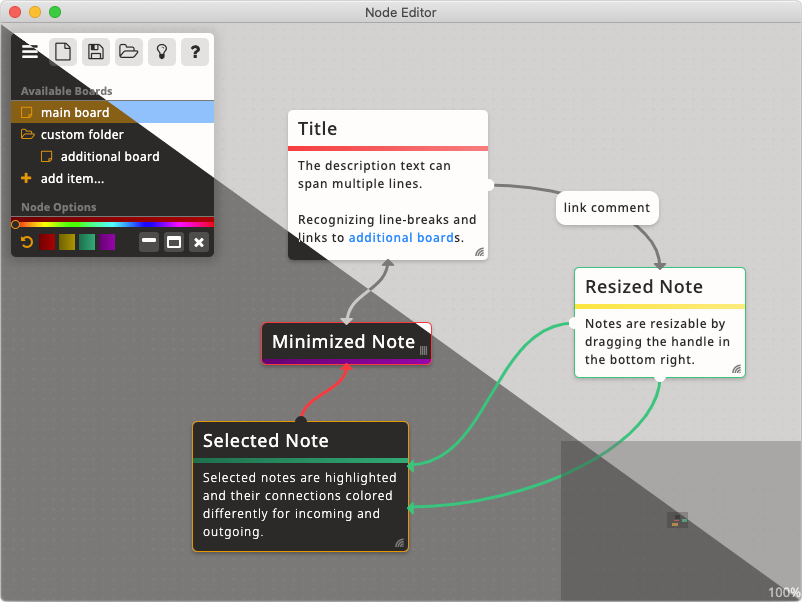 Node Editor
?
Available Boards
main board
custom folder
additional board
add item...
Node Options
Title
The description text can
span multiple lines.
Recognizing line-breaks and
links to additional boards.
link comment
Resized Note
Notes are resizable by
dragging the handle in
the bottom right.
Minimized Note
Selected Note
Selected notes are highlighted
and their connections colored
differently for incoming and
outgoing.
100%